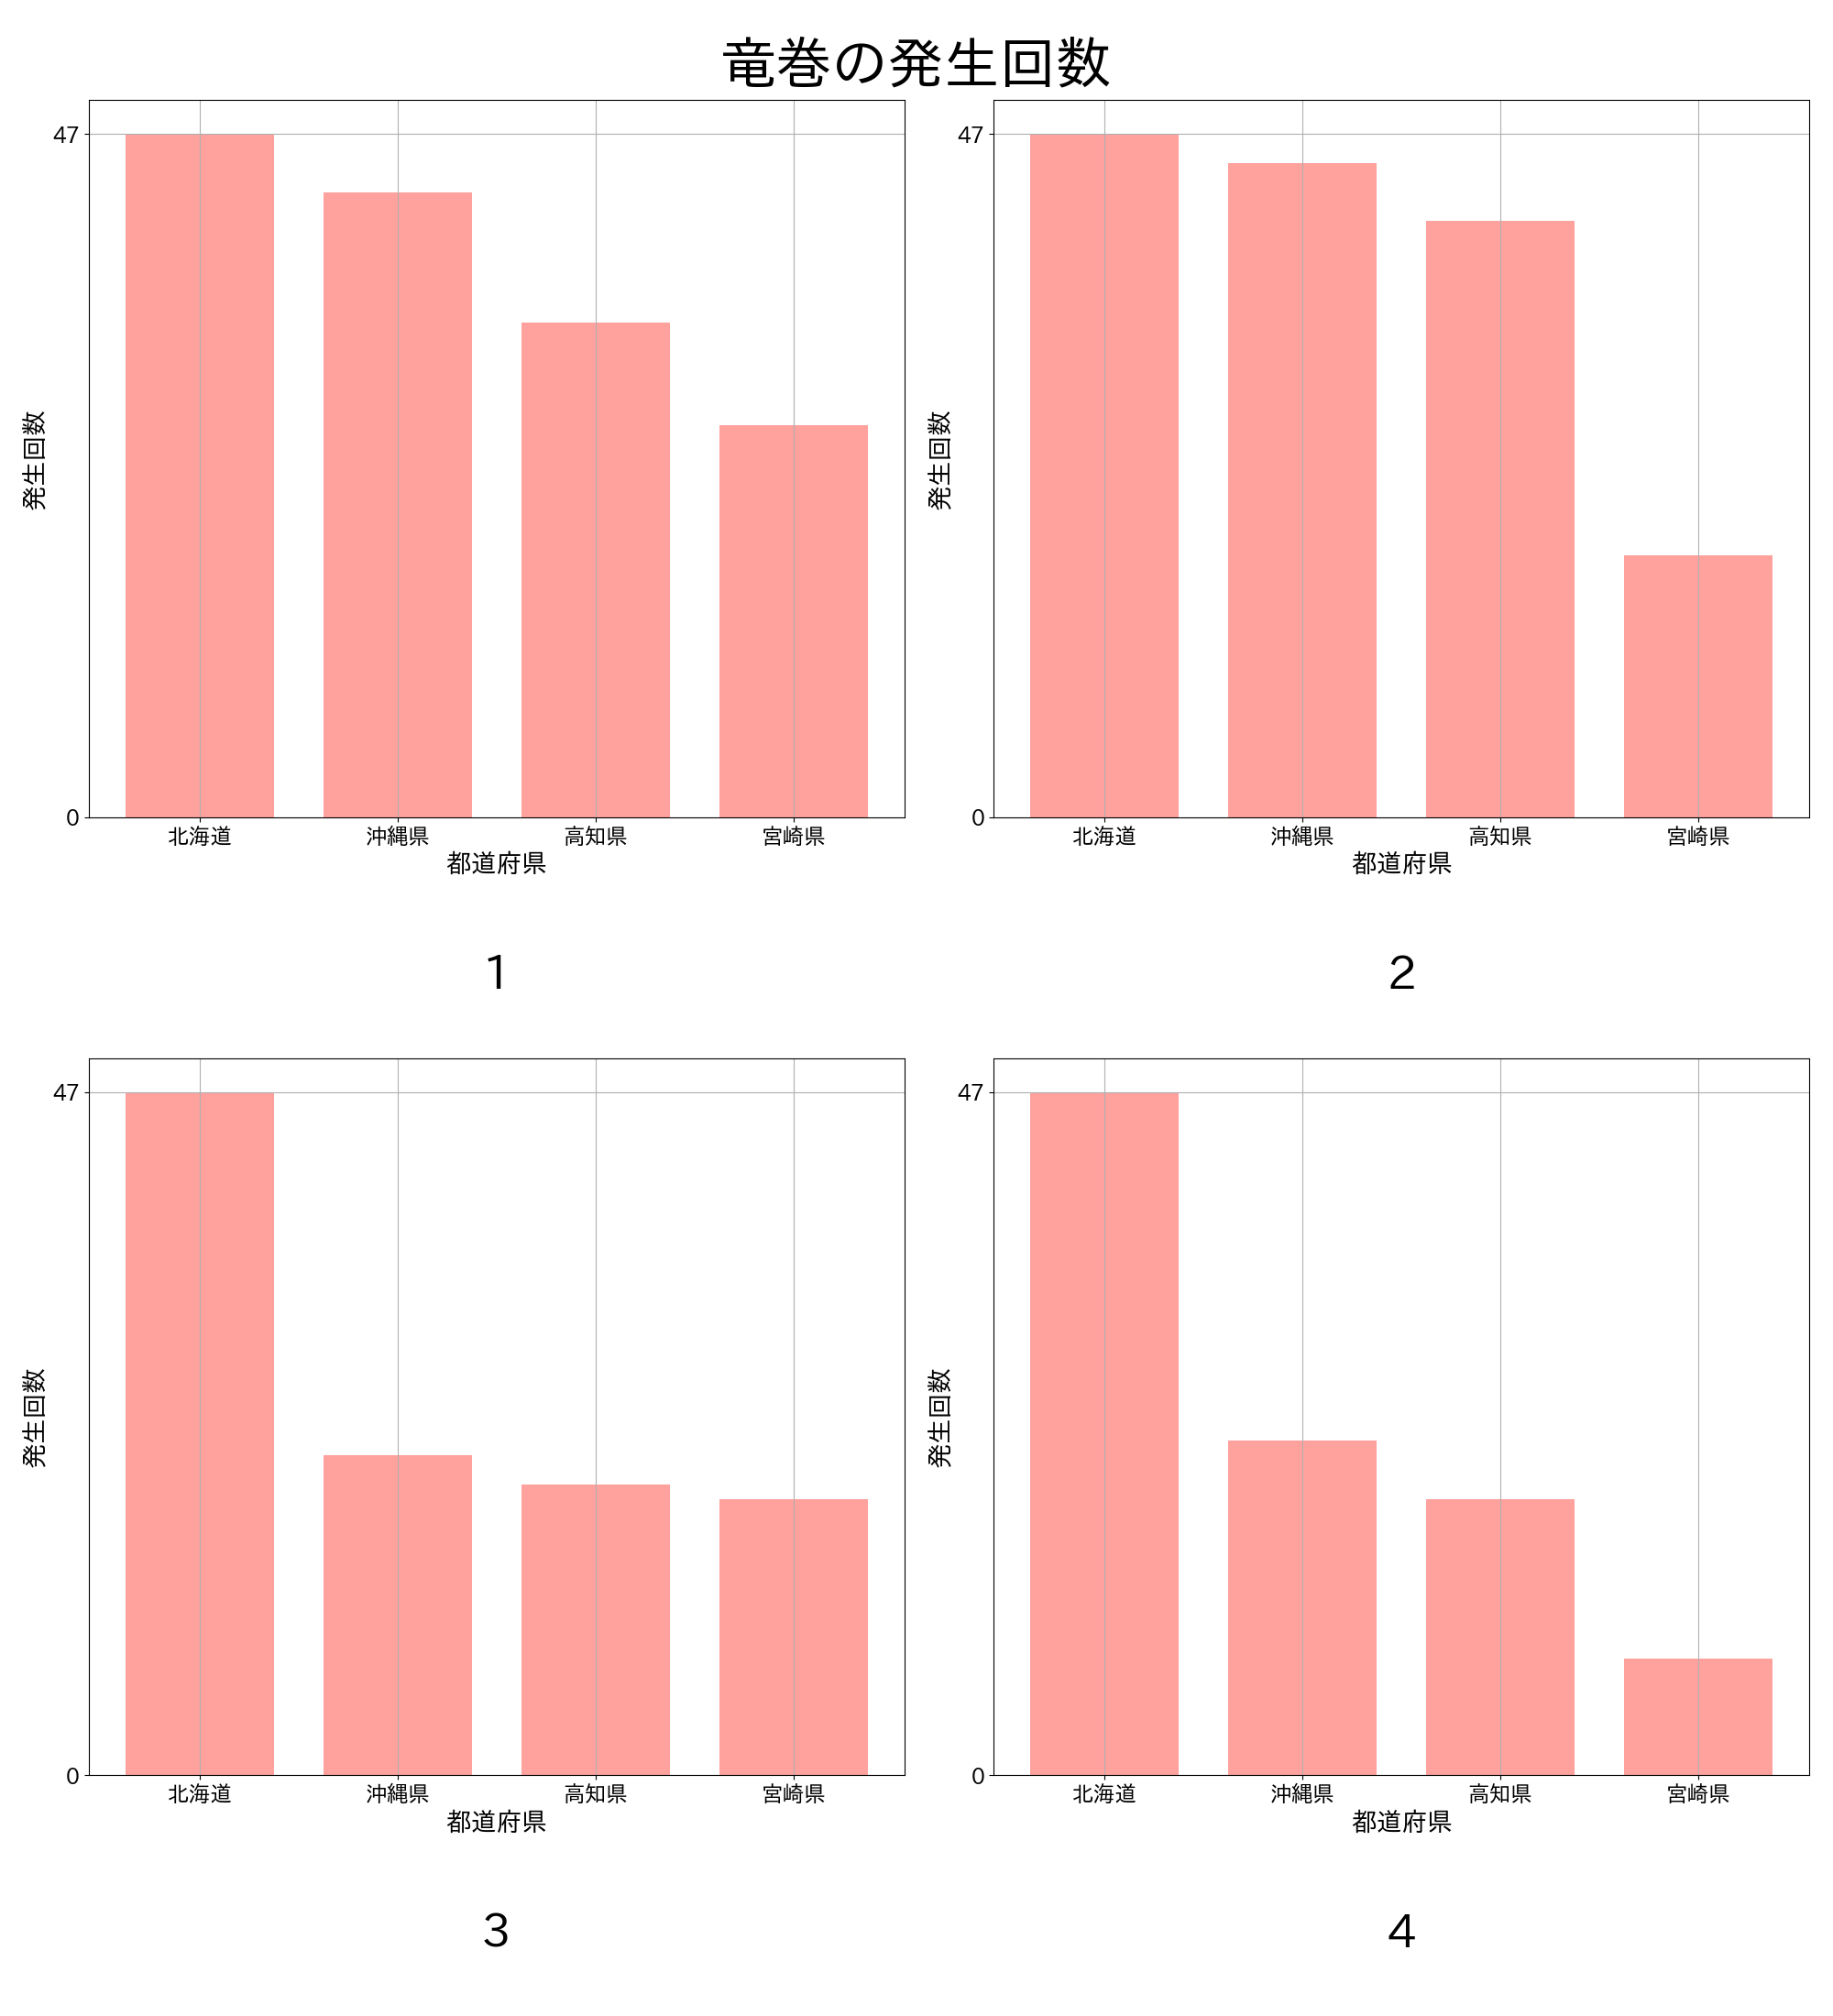 竜巻の発生回数
47
0
発生回数
北海道 沖縄県 高知県 宮崎県
都道府県
1
47
0
発生回数
北海道 沖縄県 高知県 宮崎県
都道府県
2
47
0
発生回数
北海道 沖縄県 高知県 宮崎県
都道府県
3
47
0
発生回数
北海道 沖縄県 高知県 宮崎県
都道府県
4